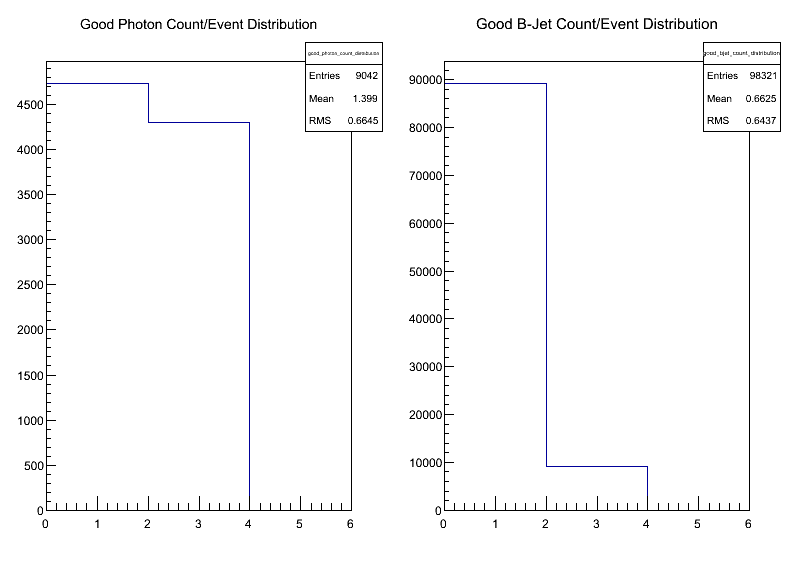 Good Photon Count/Event Distribution
good_photon_count_distribution
Entries 9042
Mean 1.399
RMS 0.6645
4500
4000
3500
3000
2500
2000
1500
1000
500
0
0 1 2 3 4 5 6
Good B-Jet Count/Event Distribution
good_bjet_count_distribution
Entries 98321
Mean 0.6625
RMS 0.6437
90000
80000
70000
60000
50000
40000
30000
20000
10000
0
0 1 2 3 4 5 6